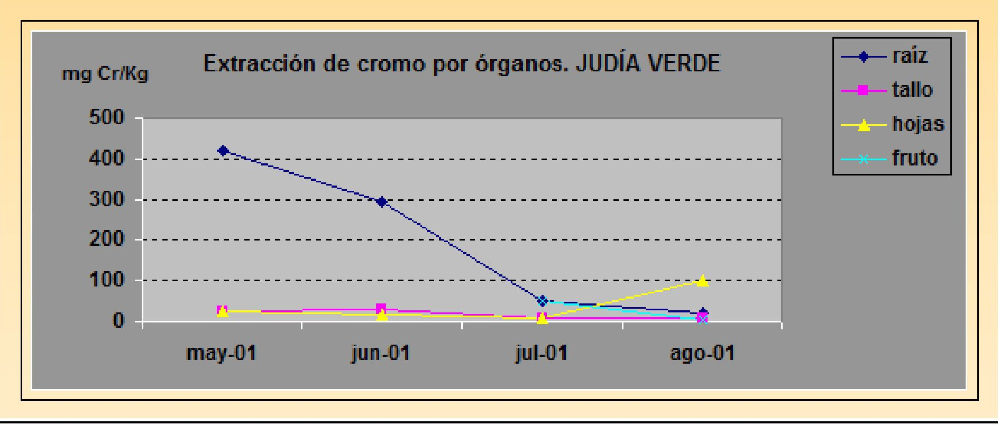 Extracción de cromo por órganos. JUDÍA VERDE
mg Cr/Kg
raiz
tallo
hojas
fruto
500
400
300
200
100
0
may-01 jun-01 jul-01 ago-01